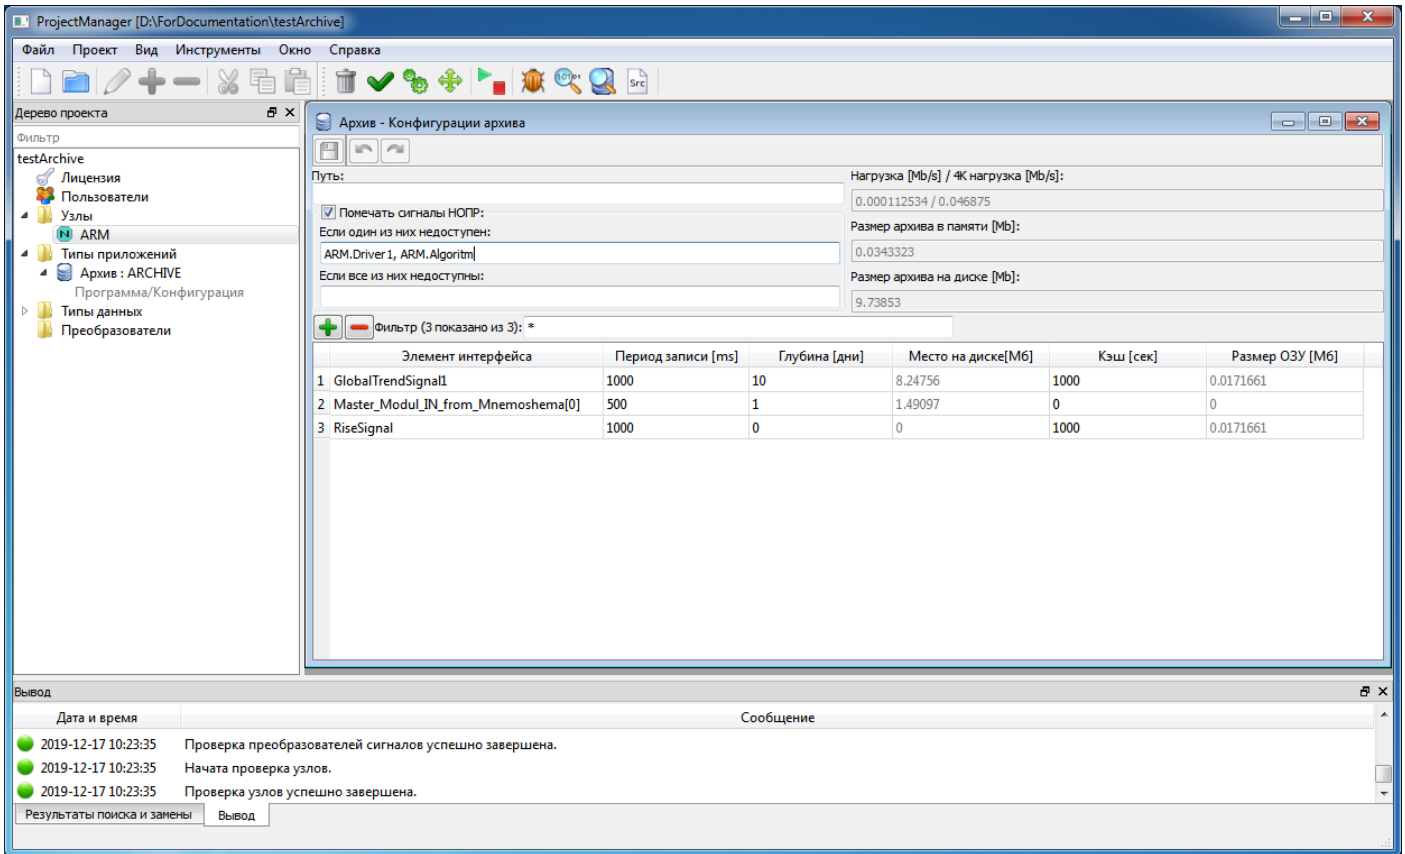 ProjectManager [D:\ForDocumentation\testArchive]
Файл Проект Вид Инструменты Окно Справка
Src
Дерево проекта
Фильтр
testArchive
Лицензия
Пользователи
Узлы
N ARM
Типы приложений
Архив : ARCHIVE
Программа/Конфигурация
Типы данных
Преобразователи
Архив - Конфигурации архива
Путь:
Помечать сигналы НОПР:
Если один из них недоступен:
ARM.Driver1, ARM.Algoritm
Если все из них недоступны:
Нагрузка [Mb/s] / 4K нагрузка [Mb/s]:
0.000112534 / 0.046875
Размер архива в памяти [Mb]:
0.0343323
Размер архива на диске [Mb]:
9.73853
Фильтр (3 показано из 3): *
Элемент интерфейса Период записи [ms] Глубина [дни] Место на диске[Мб] Кэш [сек] Размер ОЗУ [Мб]
1 GlobalTrendSignal1 1000 10 8.24756 1000 0.0171661
2 Master_Modul_IN_from_Mnemoshema[0] 500 1 1.49097 0 0
3 RiseSignal 1000 0 0 1000 0.0171661
Вывод
Дата и время Сообщение
2019-12-17 10:23:35 Проверка преобразователей сигналов успешно завершена.
2019-12-17 10:23:35 Начата проверка узлов.
2019-12-17 10:23:35 Проверка узлов успешно завершена.
Результаты поиска и замены Вывод